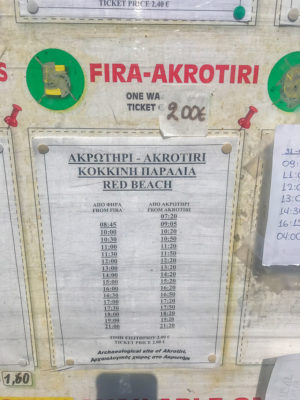 TICKET PRICE 2,40 €
FIRA-AKROTIRI
ONE WA
TICKET €
2,00€
ΑΚΡΩΤΗΡΙ - AKROTIRI
ΚΟΚΚΙΝΗ ΠΑΡΑΛΙΑ
RED BEACH
ΑΠΟ ΦΗΡΑ ΑΠΟ ΑΚΡΩΤΗΡΙ
FROM FIRA FROM AKROTIRI
07:20
08:45 09:05
10:00 10:20
10:30 10:50
11:00 11:20
11:30 11:50
12:00 12:20
13:00 13:20
14:00 14:20
15:00 15:20
16:00 16:20
16:30 16:50
17:00 17:20
17:30 17:50
18:00 18:20
19:00 19:20
21:00 21:20
TICKET PRICE
Archaeological site of Akrotiri.
Αρχαιολογικός χώρος στο Ακρωτήρι
1,80